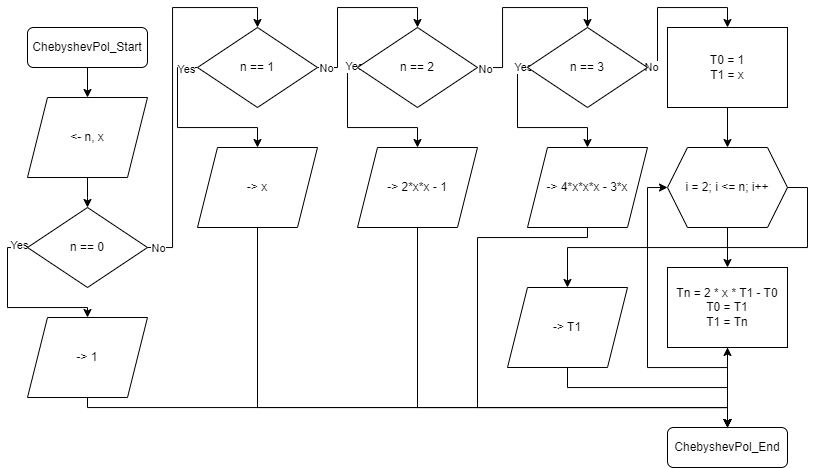 ChebyshevPol_Start
<- n, x
n == 0
Yes
No
-> 1
n == 1
Yes
No
-> x
n == 2
Yes
No
-> 2*x*x - 1
n == 3
Yes
No
-> 4*x*x*x - 3*x
T0 = 1
T1 = x
i = 2; i <= n; i++
Tn = 2 * x * T1 - T0
T0 = T1
T1 = Tn
-> T1
ChebyshevPol_End